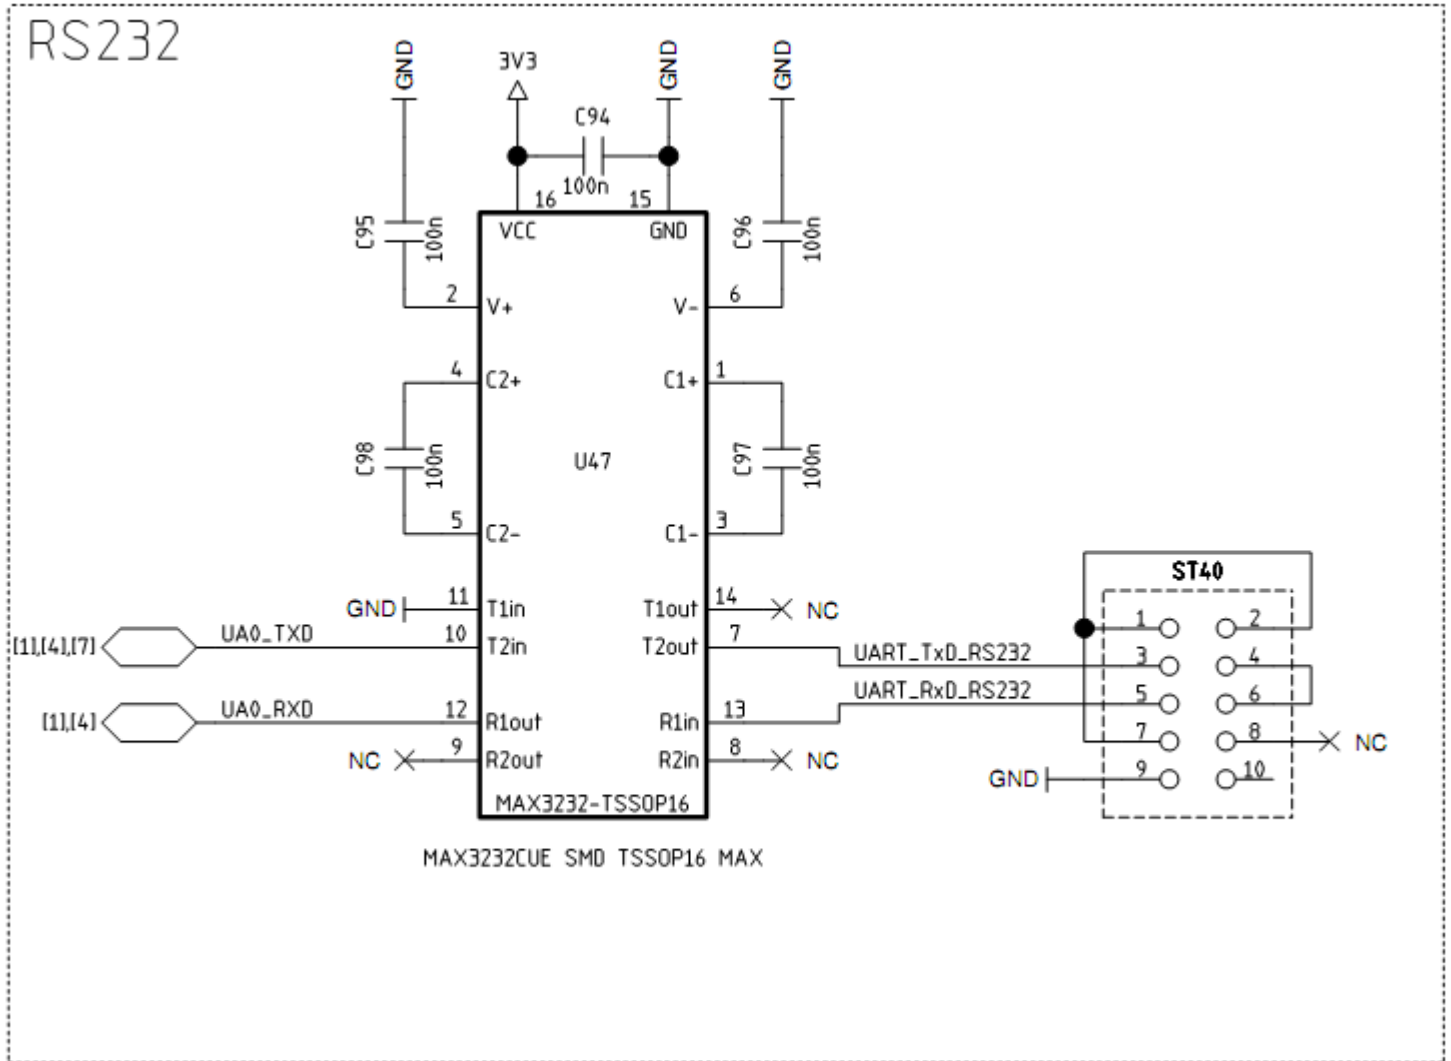 RS232
GND
3V3
GND
GND
C94
100n
16
15
C95
100n
VCC
GND
C96
100n
2
V+
V-
6
4
C2+
C1+
1
C98
100n
U47
C97
100n
5
C2-
C1-
3
ST40
GND
11
T1in
T1out
14
NC
1
2
[1],[4],[7]
UA0_TXD
10
T2in
T2out
7
UART_TxD_RS232
3
4
UART_RxD_RS232
5
6
[1],[4]
UA0_RXD
12
R1out
R1in
13
7
8
NC
NC
9
R2out
R2in
8
NC
GND
9
10
MAX3232-TSSOP16
MAX3232CUE SMD TSSOP16 MAX